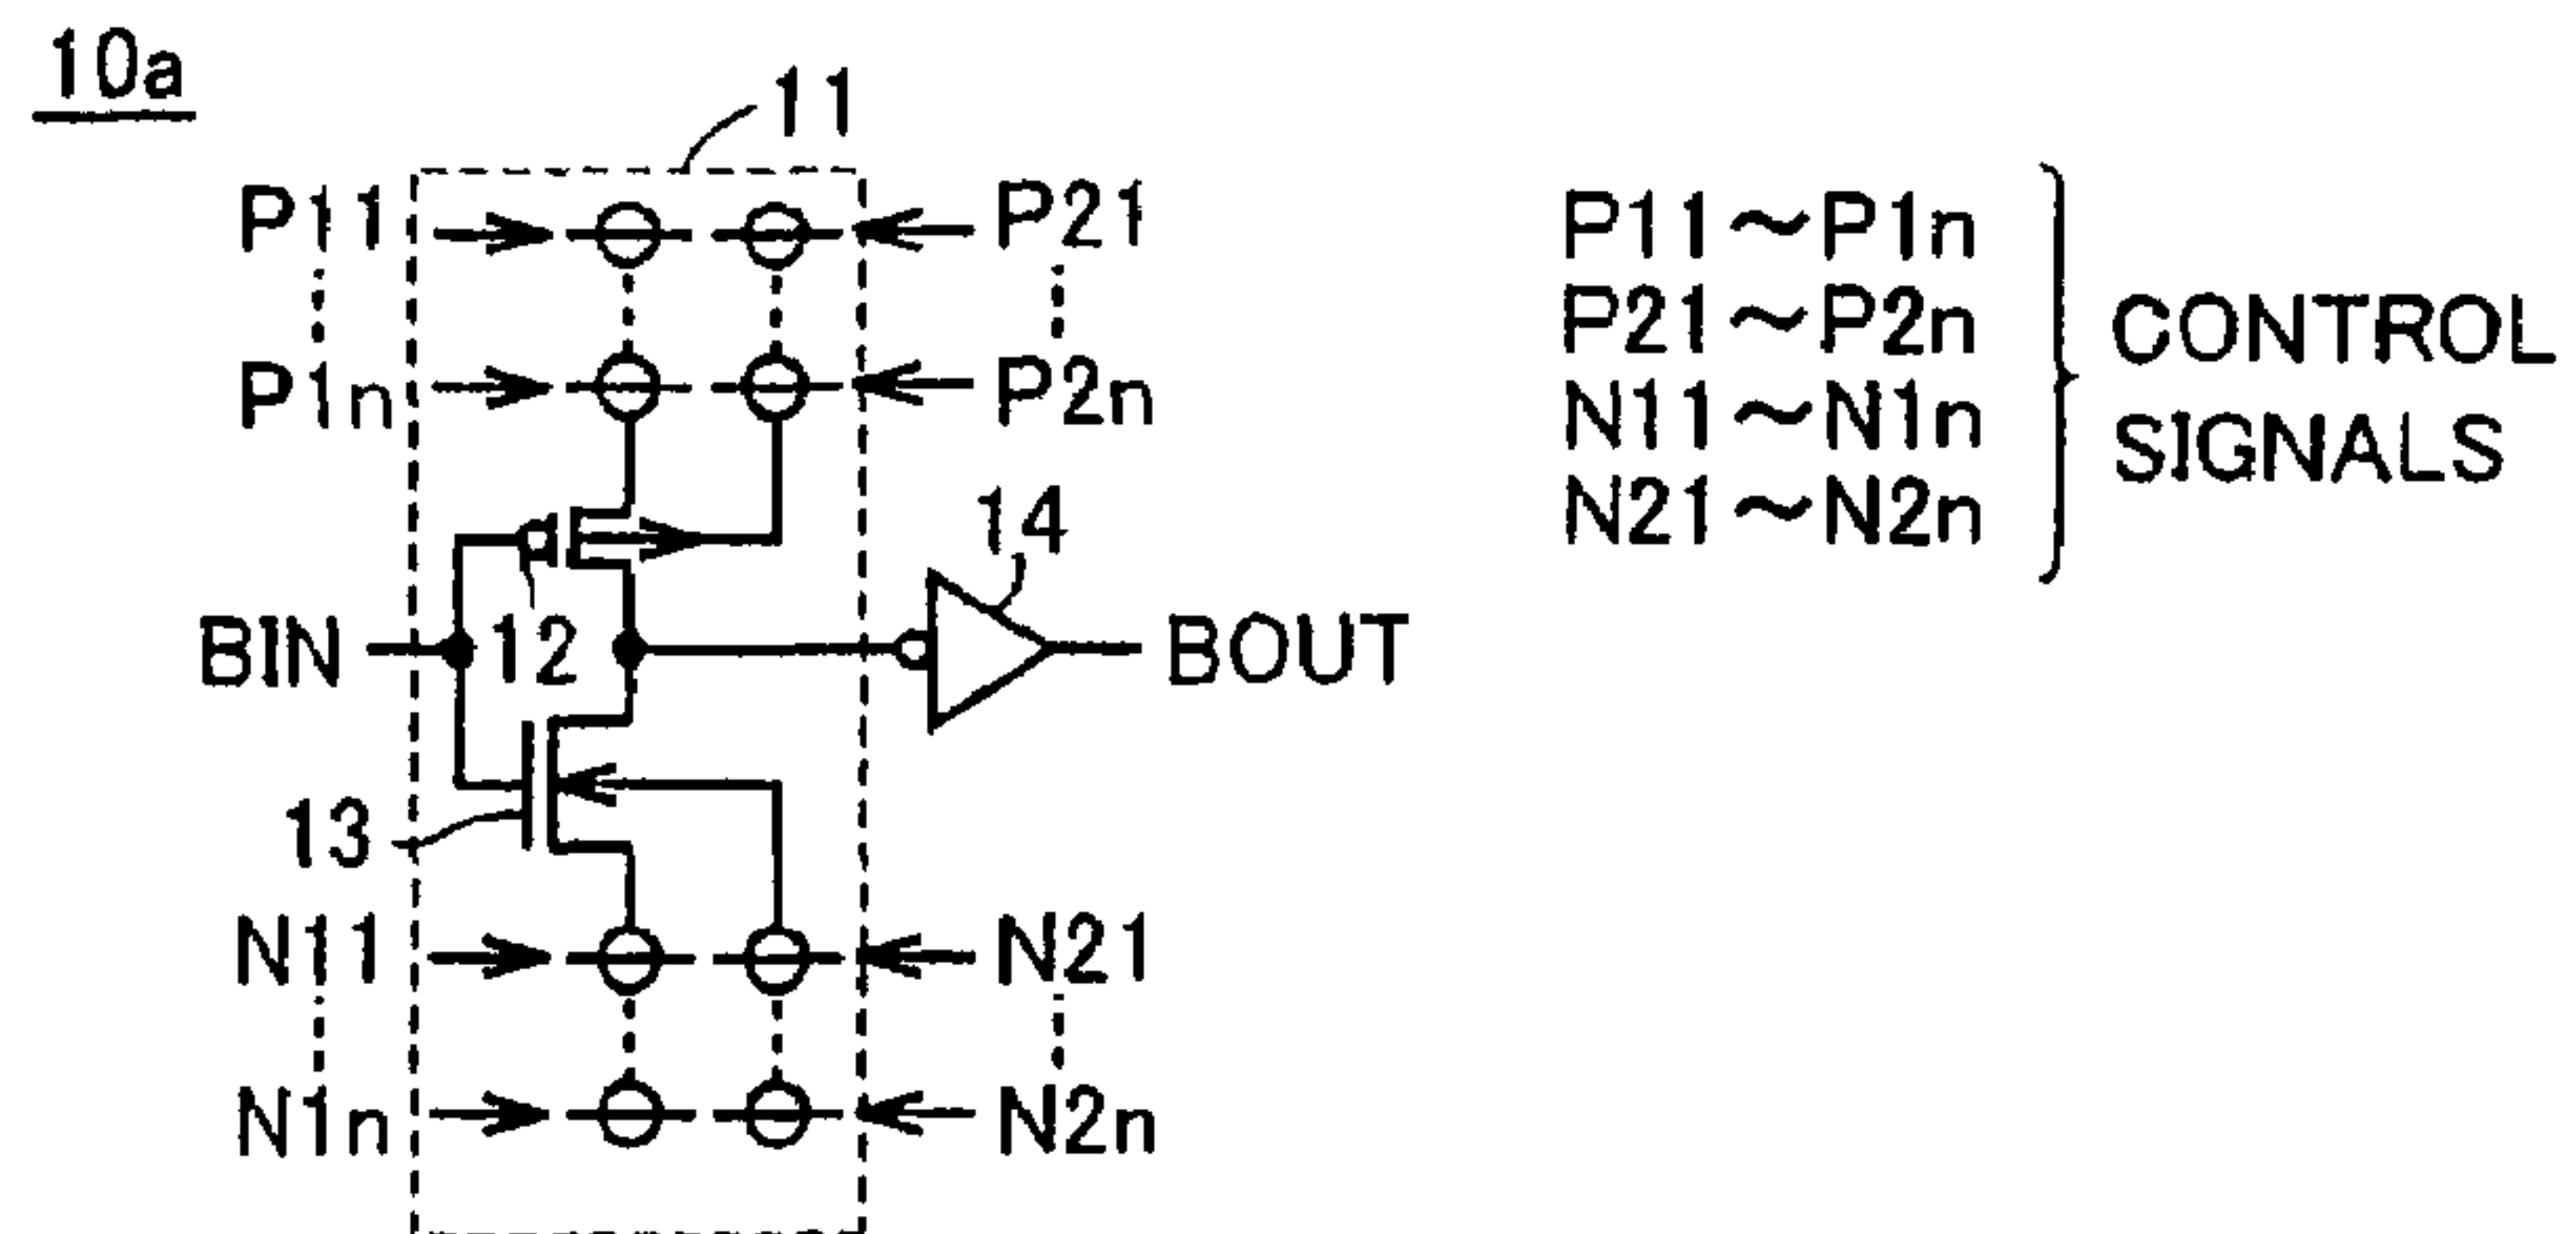 10a
11
P11
P21
P1n
P2n
P11~P1n
P21~P2n
N11~N1n
N21~N2n
CONTROL
SIGNALS
14
BIN
12
BOUT
13
N11
N21
N1n
N2n